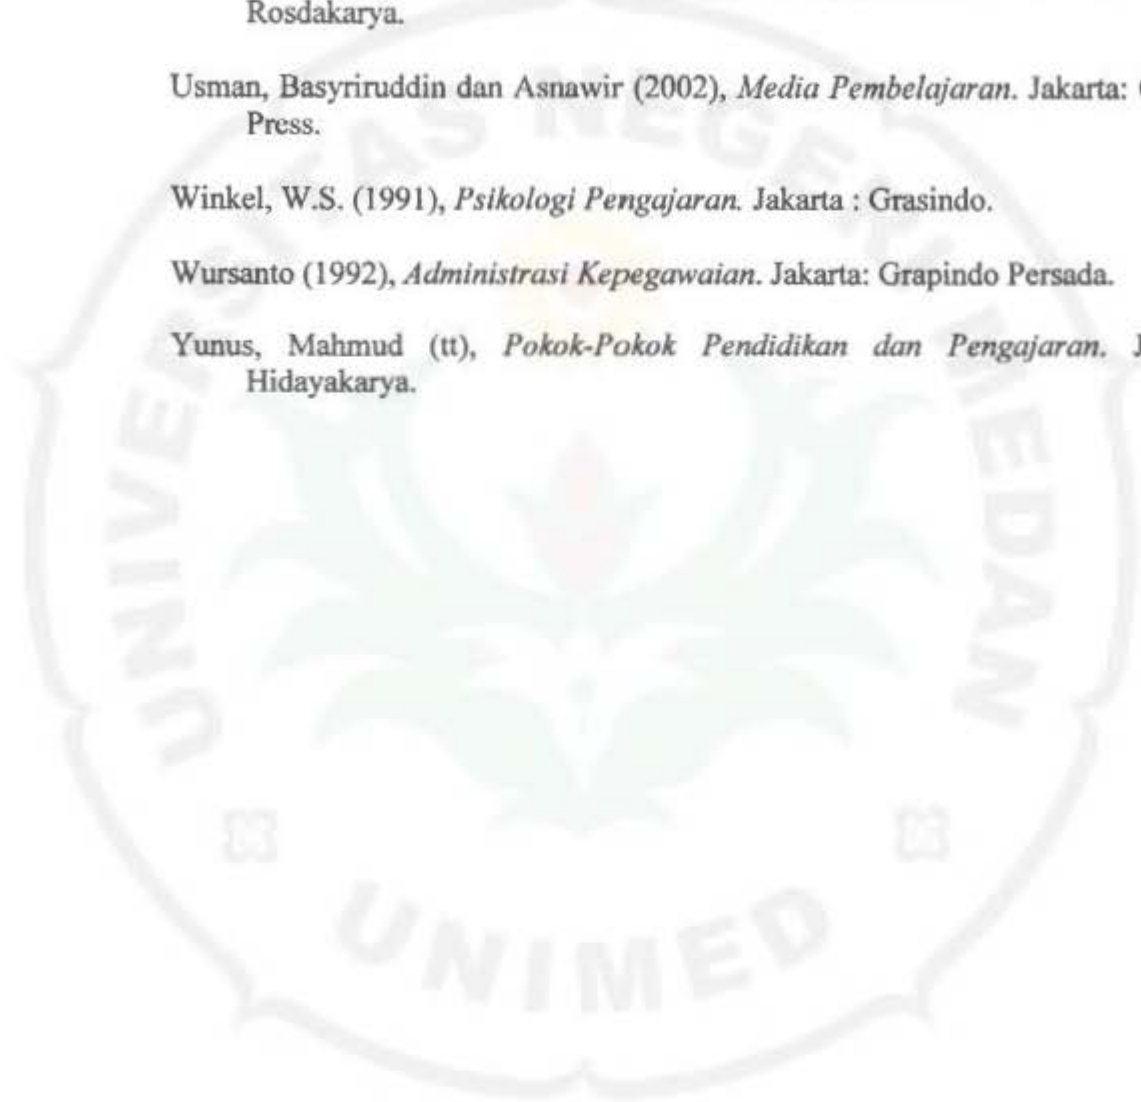 Rosdakarya.
Usman, Basyriruddin dan Asnawir (2002), Media Pembelajaran. Jakarta:
Press.
Winkel, W.S. (1991), Psikologi Pengajaran. Jakarta : Grasindo.
Wursanto (1992), Administrasi Kepegawaian. Jakarta: Grapindo Persada.
Yunus, Mahmud (tt), Pokok-Pokok Pendidikan dan Pengajaran.
Hidayakarya.
UNIVERSITAS NEGERI MEDAN
UNIMED